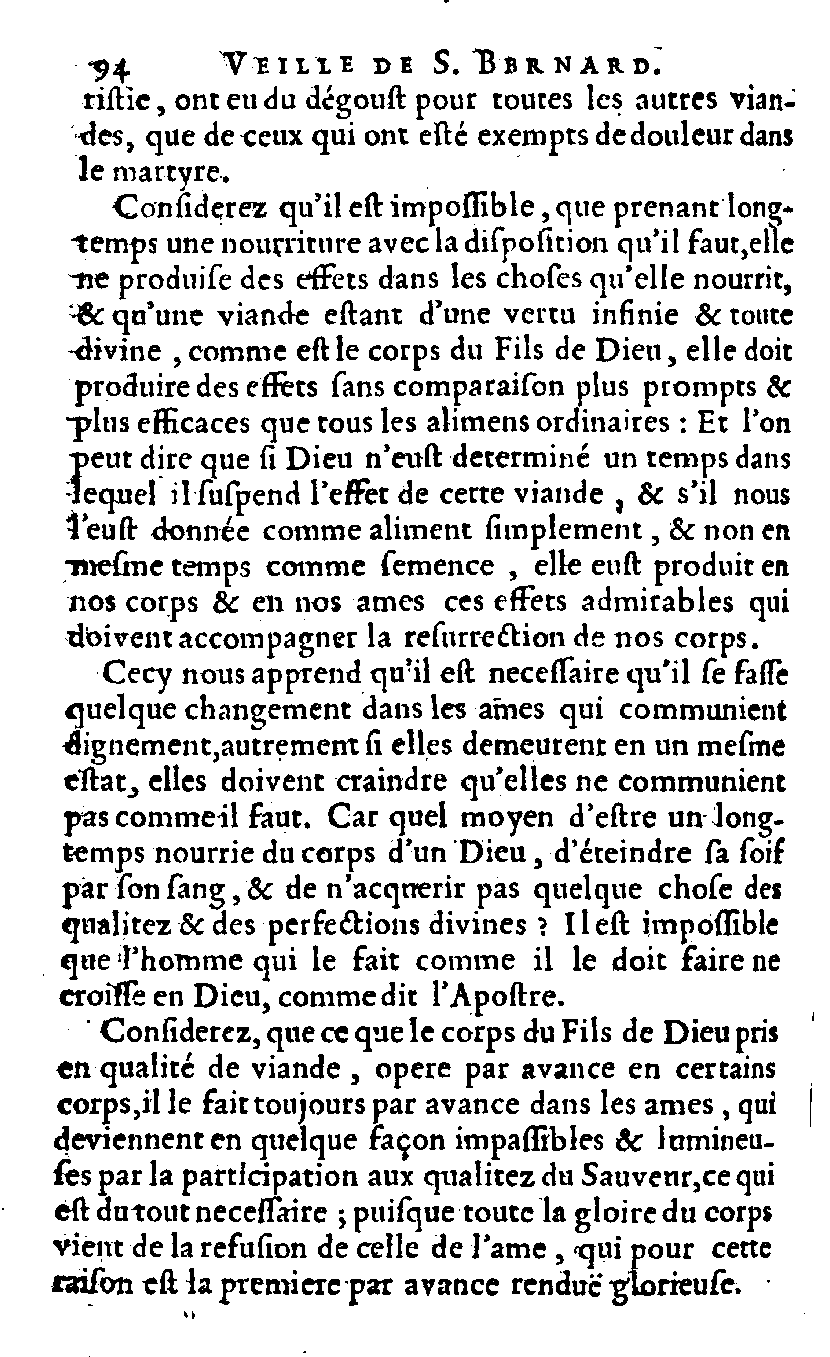 94 VEILLE DE S. BERNARD.
riſtie, ont eu du dégouſt pour toutes les autres vian-
des, que de ceux qui ont eſté exempts de douleur dans
le martyre.
Conſiderez qu'il eſt impoſſible, que prenant long-
temps une nourriture avec la diſpoſition qu'il faut, elle
ne produiſe des effets dans les choſes qu'elle nourrit,
& qu'une viande eſtant d'une vertu infinie & toute
divine, comme eſt le corps du Fils de Dieu, elle doit
produire des effets ſans comparaiſon plus prompts &
plus efficaces que tous les alimens ordinaires : Et l'on
peut dire que ſi Dieu n'euſt determiné un temps dans
lequel il ſuſpend l'effet de cette viande, & s'il nous
l'euſt donnée comme aliment ſimplement, & non en
meſme temps comme ſemence, elle euſt produit en
nos corps & en nos ames ces effets admirables qui
doivent accompagner la reſurrection de nos corps.
Cecy nous apprend qu'il eſt neceſſaire qu'il ſe faſſe
quelque changement dans les ames qui communient
dignement, autrement ſi elles demeurent en un meſme
eſtat, elles doivent craindre qu'elles ne communient
pas comme il faut. Car quel moyen d'eſtre un long-
temps nourrie du corps d'un Dieu, d'éteindre ſa ſoif
par ſon ſang, & de n'acquerir pas quelque choſe des
qualitez & des perfections divines ? Il eſt impoſſible
que l'homme qui le fait comme il le doit faire ne
croiſſe en Dieu, comme dit l'Apoſtre.
Conſiderez, que ce que le corps du Fils de Dieu pris
en qualité de viande, opere par avance en certains
corps, il le fait toujours par avance dans les ames, qui
deviennent en quelque façon impaſſibles & lumineu-
ſes par la participation aux qualitez du Sauveur, ce qui
eſt du tout neceſſaire ; puiſque toute la gloire du corps
vient de la refuſion de celle de l'ame, qui pour cette
raiſon eſt la premiere par avance renduë glorieuſe.